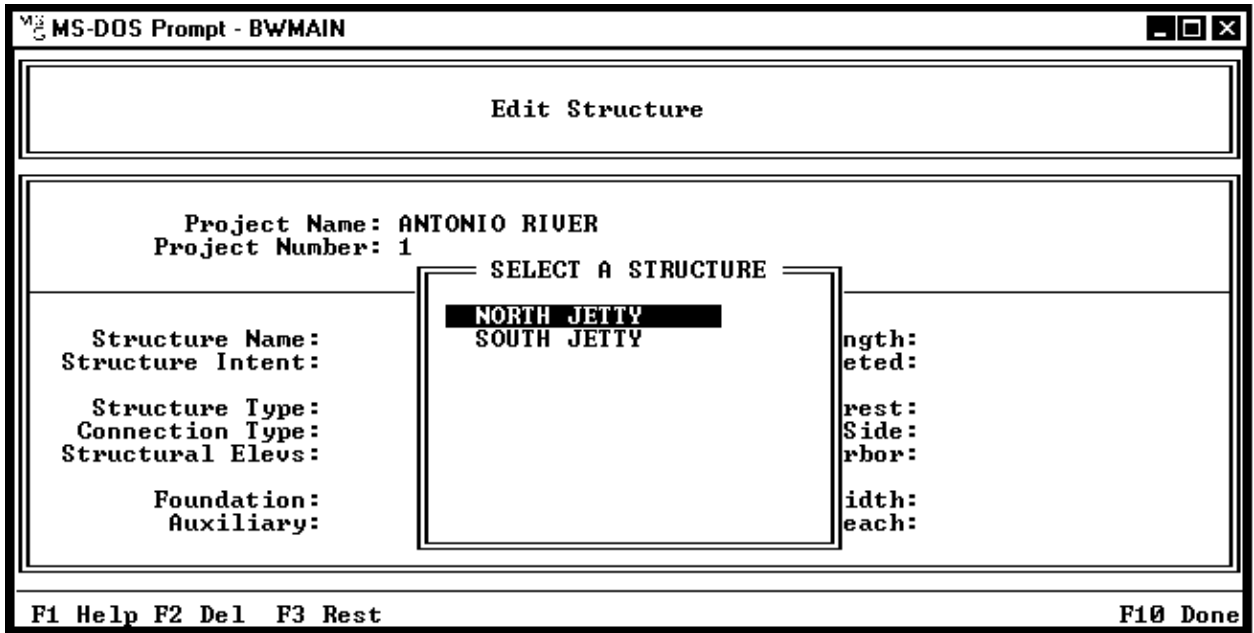 MS-DOS Prompt - BWMAIN
Edit Structure
Project Name: ANTONIO RIVER
Project Number: 1
SELECT A STRUCTURE
NORTH JETTY
Structure Name: SOUTH JETTY ngth:
Structure Intent: eted:
Structure Type: rest:
Connection Type: Side:
Structural Elevs: rbor:
Foundation: idth:
Auxiliary: each:
F1 Help F2 Del F3 Rest F10 Done